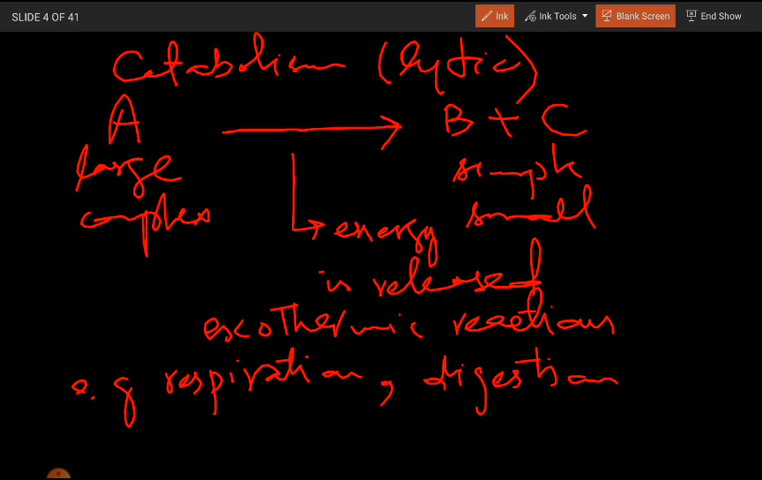 SLIDE 4 OF 41 Ink Ink Tools Blank Screen End Show
Catabolism (lytic)
A → B + C
large simple
complex small
→ energy
is released
exothermic reactions
e.g respiration, digestion